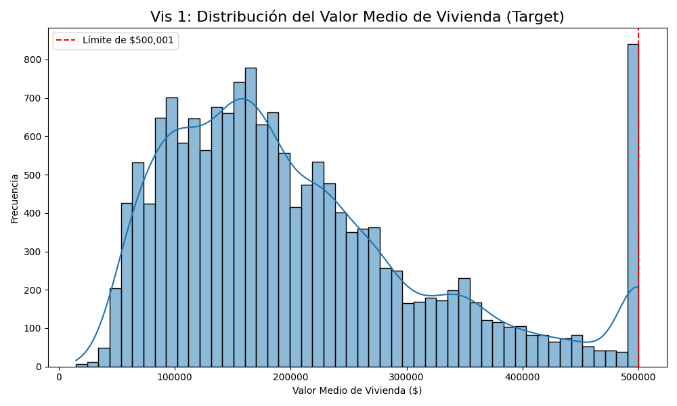 Vis 1: Distribución del Valor Medio de Vivienda (Target)
Límite de $500,001
800
700
600
500
400
300
200
100
0
Frecuencia
0 100000 200000 300000 400000 500000
Valor Medio de Vivienda ($)